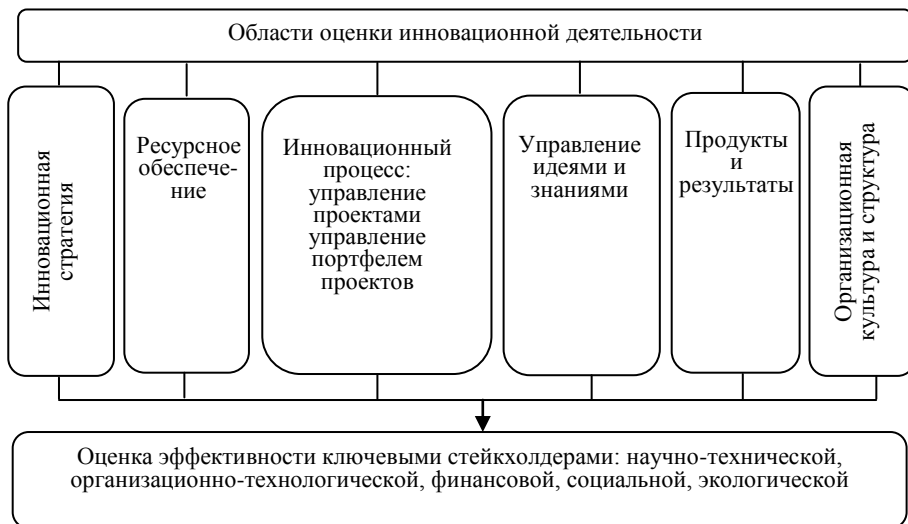 Области оценки инновационной деятельности
Инновационная
стратегия
Ресурсное
обеспече-
ние
Инновационный
процесс:
управление
проектами
управление
портфелем
проектов
Управление
идеями и
знаниями
Продукты
и
результаты
Организационная
культура и структура
Оценка эффективности ключевыми стейкхолдерами: научно-технической,
организационно-технологической, финансовой, социальной, экологической